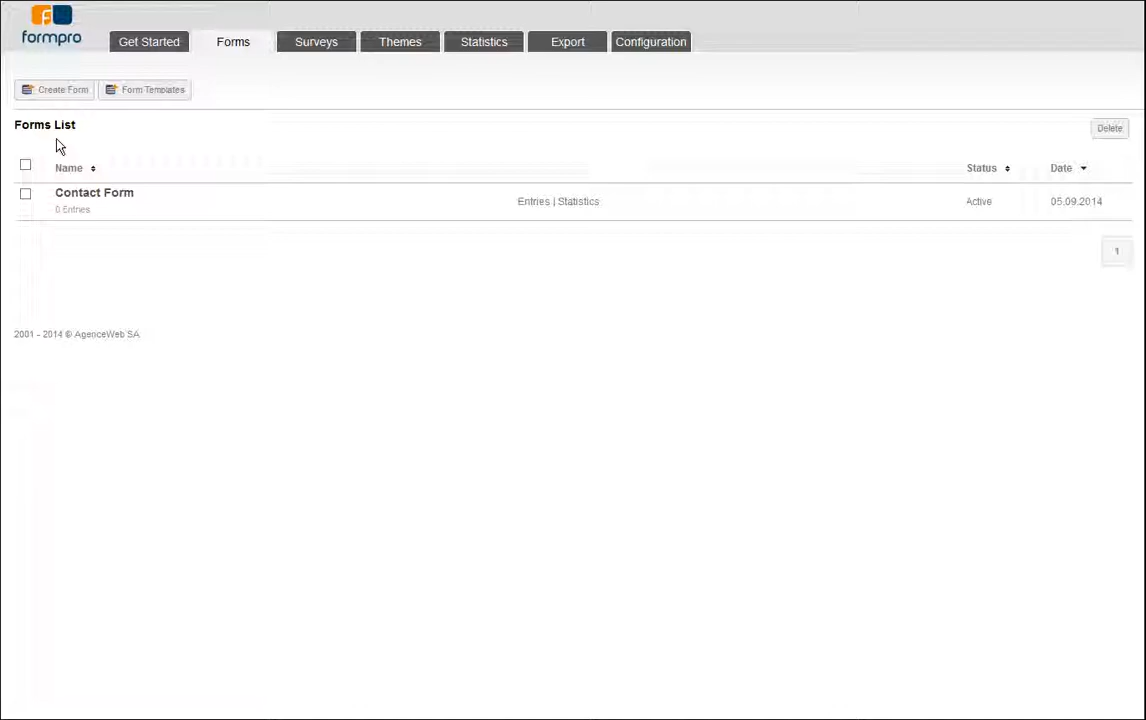 formpro
Get Started Forms Surveys Themes Statistics Export Configuration
Create Form Form Templates
Forms List
Delete
Name Status Date
Contact Form
0 Entries
Entries | Statistics Active 05.09.2014
1
2001 - 2014 © AgenceWeb SA